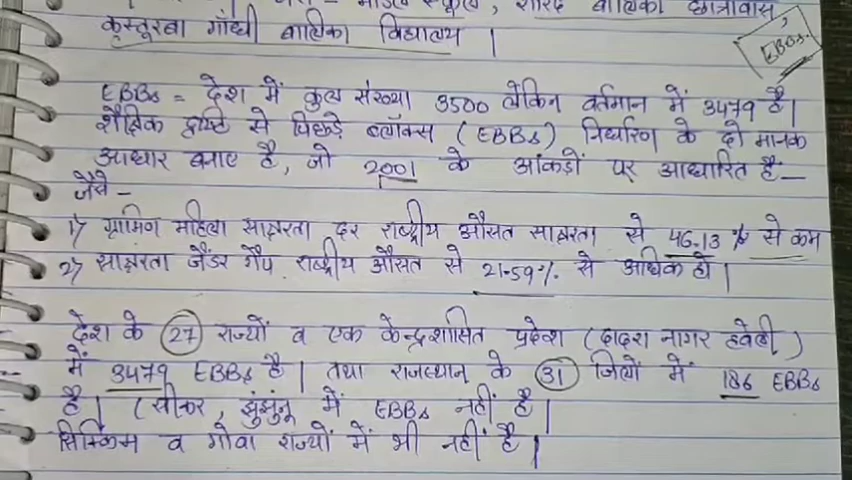 मॉडल स्कूल, शारदे बालिका छात्रावास,
कस्तूरबा गाँधी बालिका विद्यालय |
EBBs.
EBBs = देश में कुल संख्या 3500 लेकिन वर्तमान में 3479 है |
शैक्षिक दृष्टि से पिछड़े ब्लॉक्स (EBBs) निर्धारण के दो मानक
आधार बनाए है, जो 2001 के आंकड़ों पर आधारित है:—
जैसे -
1) ग्रामिण महिला साक्षरता दर राष्ट्रीय औसत साक्षरता से 46.13 % से कम
2) साक्षरता जेंडर गैप राष्ट्रीय औसत से 21.59% से अधिक हो |
देश के 27 राज्यों व एक केन्द्रशासित प्रदेश (दादरा नागर हवेली)
में 3479 EBBs है | तथा राजस्थान के 31 जिलों में 186 EBBs
है | (सीकर, झुंझुंनू में EBBs नहीं है |
सिक्किम व गोवा राज्यों में भी नहीं है |